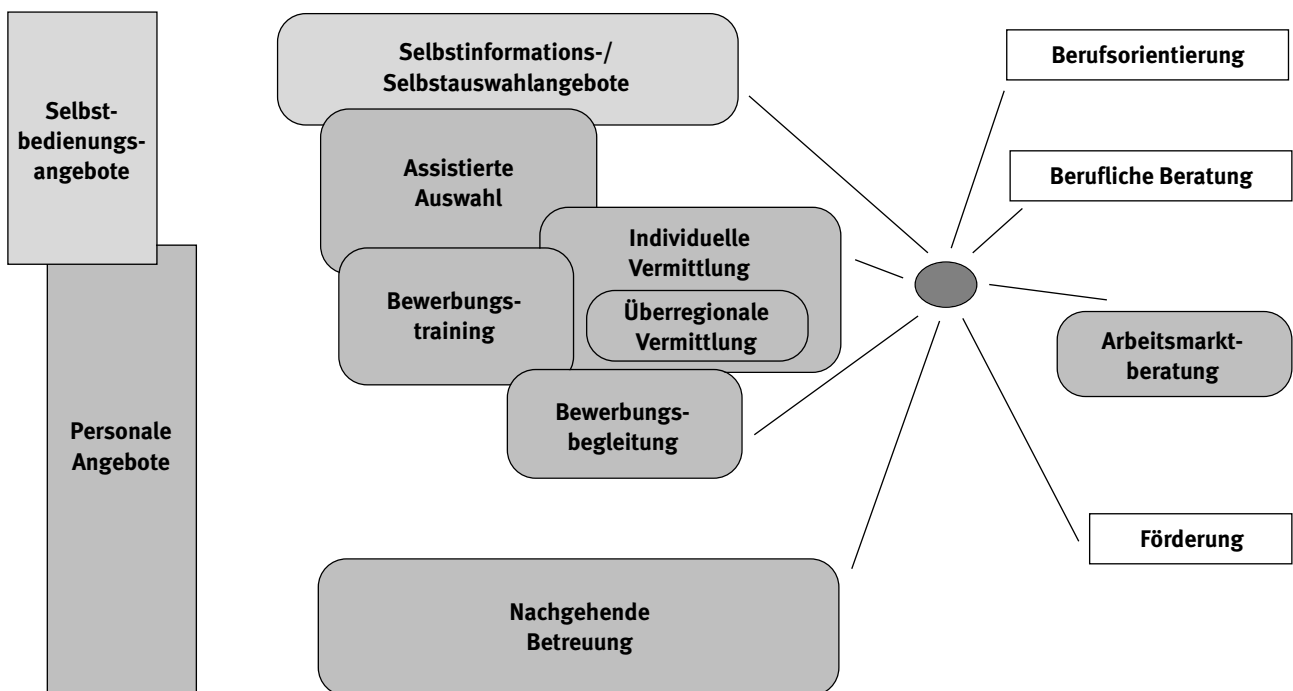 Selbst-
bedienungs-
angebote
Personale
Angebote
Selbstinformations-/
Selbstauswahlangebote
Assistierte
Auswahl
Individuelle
Vermittlung
Bewerbungs-
training
Überregionale
Vermittlung
Bewerbungs-
begleitung
Nachgehende
Betreuung
Berufsorientierung
Berufliche Beratung
Arbeitsmarkt-
beratung
Förderung